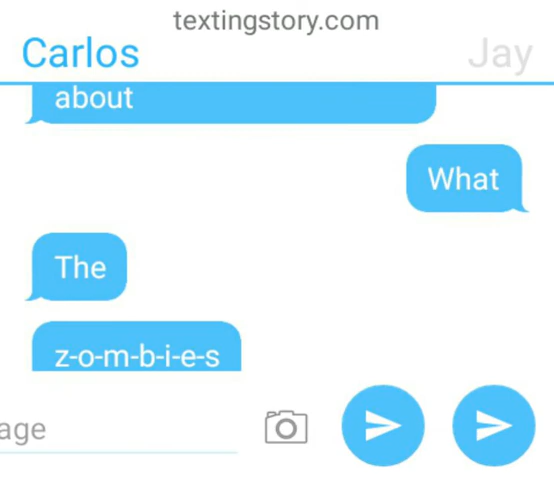 textingstory.com
Carlos Jay
about
What
The
z-o-m-b-i-e-s
age